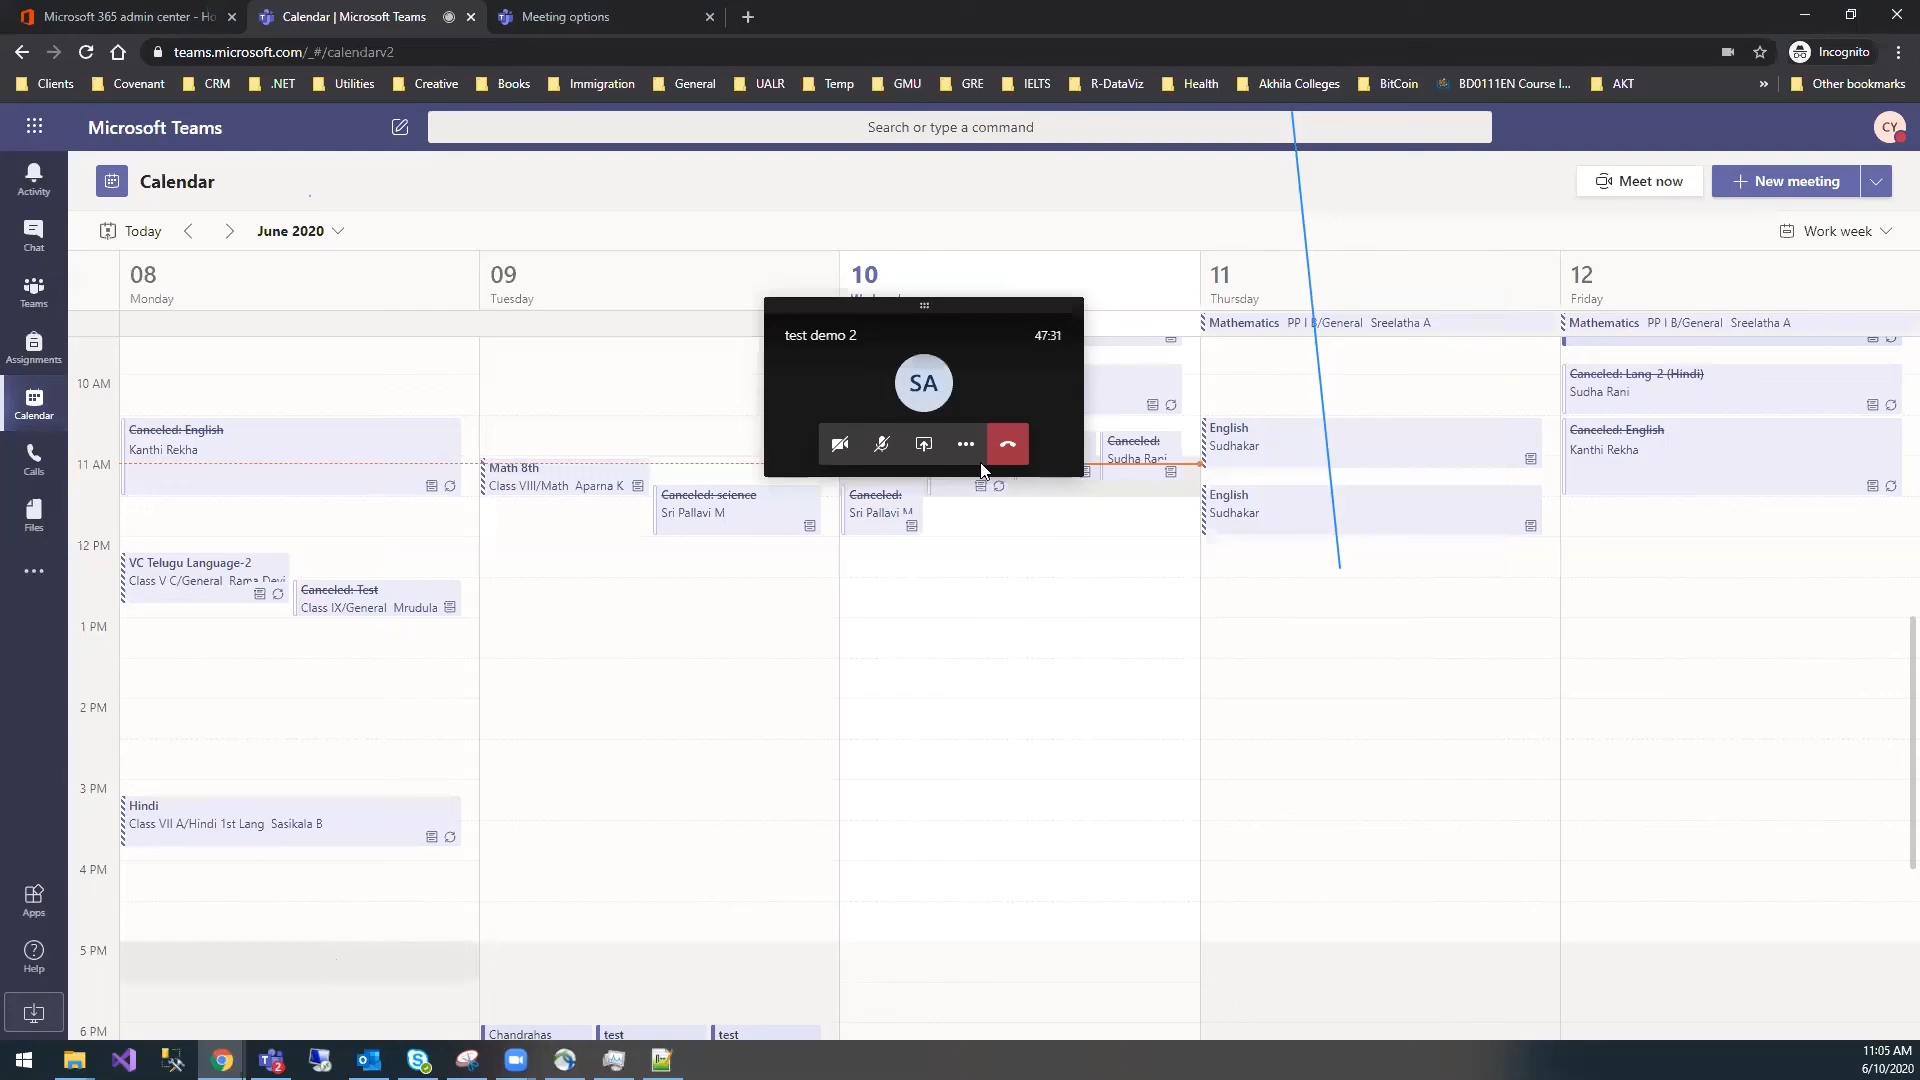 Microsoft 365 admin center - Ho
Calendar | Microsoft Teams
Meeting options
teams.microsoft.com/_#/calendarv2
Incognito
Clients
Covenant
CRM
.NET
Utilities
Creative
Books
Immigration
General
UALR
Temp
GMU
GRE
IELTS
R-DataViz
Health
Akhila Colleges
BitCoin
BD0111EN Course I...
AKT
»
Other bookmarks
Microsoft Teams
Search or type a command
CY
Activity
Chat
Teams
Assignments
Calendar
Calls
Files
Apps
Help
Calendar
Meet now
New meeting
Today
June 2020
Work week
08
Monday
09
Tuesday
10
11
Thursday
12
Friday
Mathematics PP I B/General Sreelatha A
Mathematics PP I B/General Sreelatha A
10 AM
11 AM
12 PM
1 PM
2 PM
3 PM
4 PM
5 PM
6 PM
Canceled: English
Kanthi Rekha
VC Telugu Language-2
Class V C/General Rama Devi
Canceled: Test
Class IX/General Mrudula
Hindi
Class VII A/Hindi 1st Lang Sasikala B
Math 8th
Class VIII/Math Aparna K
Canceled: science
Sri Pallavi M
Chandrahas
test
test
test demo 2
47:31
SA
Canceled:
Sri Pallavi M
Canceled:
Sudha Rani
English
Sudhakar
English
Sudhakar
Canceled: Lang-2 (Hindi)
Sudha Rani
Canceled: English
Kanthi Rekha
2
11:05 AM
6/10/2020